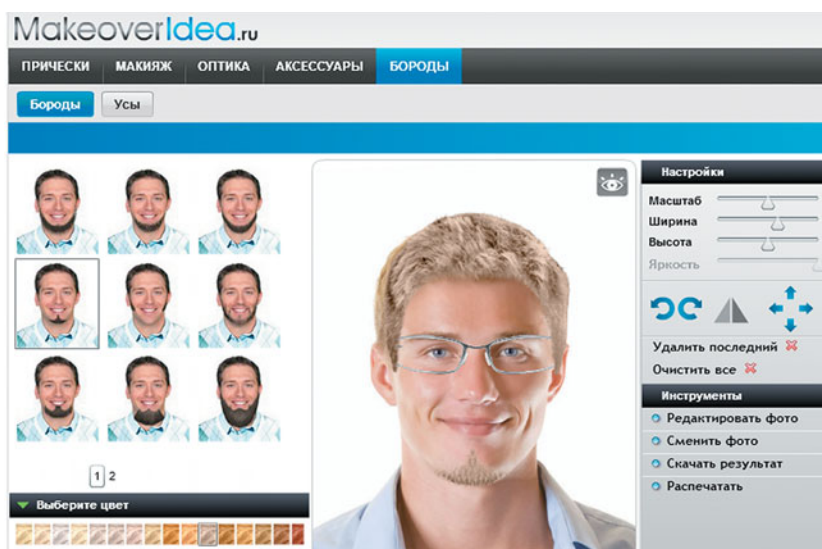 MakeoverIdea.ru
ПРИЧЕСКИ МАКИЯЖ ОПТИКА АКСЕССУАРЫ БОРОДЫ
Бороды Усы
Настройки
Масштаб
Ширина
Высота
Яркость
Удалить последний
Очистить все
Инструменты
Редактировать фото
Сменить фото
Скачать результат
Распечатать
1 2
Выберите цвет